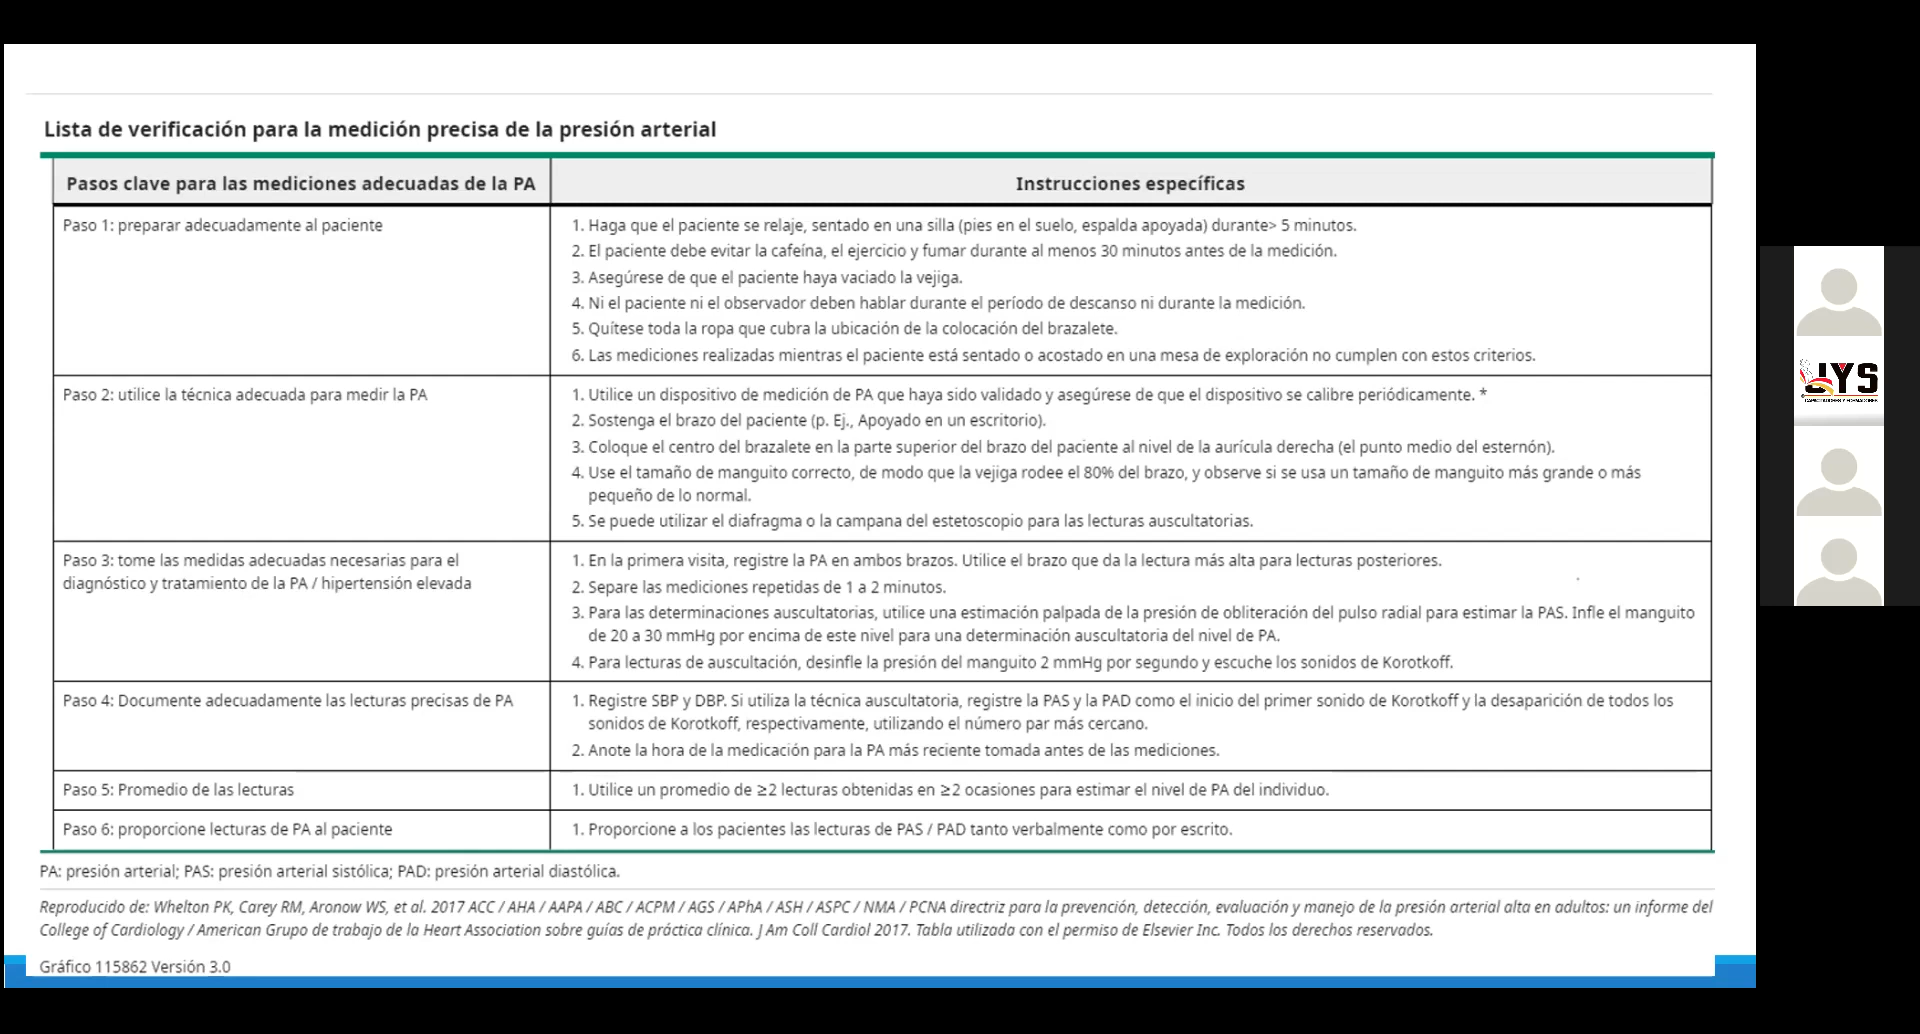 Lista de verificación para la medición precisa de la presión arterial
Pasos clave para las mediciones adecuadas de la PA
Instrucciones específicas
Paso 1: preparar adecuadamente al paciente
1. Haga que el paciente se relaje, sentado en una silla (pies en el suelo, espalda apoyada) durante> 5 minutos.
2. El paciente debe evitar la cafeína, el ejercicio y fumar durante al menos 30 minutos antes de la medición.
3. Asegúrese de que el paciente haya vaciado la vejiga.
4. Ni el paciente ni el observador deben hablar durante el período de descanso ni durante la medición.
5. Quítese toda la ropa que cubra la ubicación de la colocación del brazalete.
6. Las mediciones realizadas mientras el paciente está sentado o acostado en una mesa de exploración no cumplen con estos criterios.
Paso 2: utilice la técnica adecuada para medir la PA
1. Utilice un dispositivo de medición de PA que haya sido validado y asegúrese de que el dispositivo se calibre periódicamente. *
2. Sostenga el brazo del paciente (p. Ej., Apoyado en un escritorio).
3. Coloque el centro del brazalete en la parte superior del brazo del paciente al nivel de la aurícula derecha (el punto medio del esternón).
4. Use el tamaño de manguito correcto, de modo que la vejiga rodee el 80% del brazo, y observe si se usa un tamaño de manguito más grande o más
pequeño de lo normal.
5. Se puede utilizar el diafragma o la campana del estetoscopio para las lecturas auscultatorias.
Paso 3: tome las medidas adecuadas necesarias para el
diagnóstico y tratamiento de la PA / hipertensión elevada
1. En la primera visita, registre la PA en ambos brazos. Utilice el brazo que da la lectura más alta para lecturas posteriores.
2. Separe las mediciones repetidas de 1 a 2 minutos.
3. Para las determinaciones auscultatorias, utilice una estimación palpada de la presión de obliteración del pulso radial para estimar la PAS. Infle el manguito
de 20 a 30 mmHg por encima de este nivel para una determinación auscultatoria del nivel de PA.
4. Para lecturas de auscultación, desinfle la presión del manguito 2 mmHg por segundo y escuche los sonidos de Korotkoff.
Paso 4: Documente adecuadamente las lecturas precisas de PA
1. Registre SBP y DBP. Si utiliza la técnica auscultatoria, registre la PAS y la PAD como el inicio del primer sonido de Korotkoff y la desaparición de todos los
sonidos de Korotkoff, respectivamente, utilizando el número par más cercano.
2. Anote la hora de la medicación para la PA más reciente tomada antes de las mediciones.
Paso 5: Promedio de las lecturas
1. Utilice un promedio de ≥2 lecturas obtenidas en ≥2 ocasiones para estimar el nivel de PA del individuo.
Paso 6: proporcione lecturas de PA al paciente
1. Proporcione a los pacientes las lecturas de PAS / PAD tanto verbalmente como por escrito.
PA: presión arterial; PAS: presión arterial sistólica; PAD: presión arterial diastólica.
Reproducido de: Whelton PK, Carey RM, Aronow WS, et al. 2017 ACC / AHA / AAPA / ABC / ACPM / AGS / APhA / ASH / ASPC / NMA / PCNA directriz para la prevención, detección, evaluación y manejo de la presión arterial alta en adultos: un informe del
College of Cardiology / American Grupo de trabajo de la Heart Association sobre guías de práctica clínica. J Am Coll Cardiol 2017. Tabla utilizada con el permiso de Elsevier Inc. Todos los derechos reservados.
Gráfico 115862 Versión 3.0
JYS